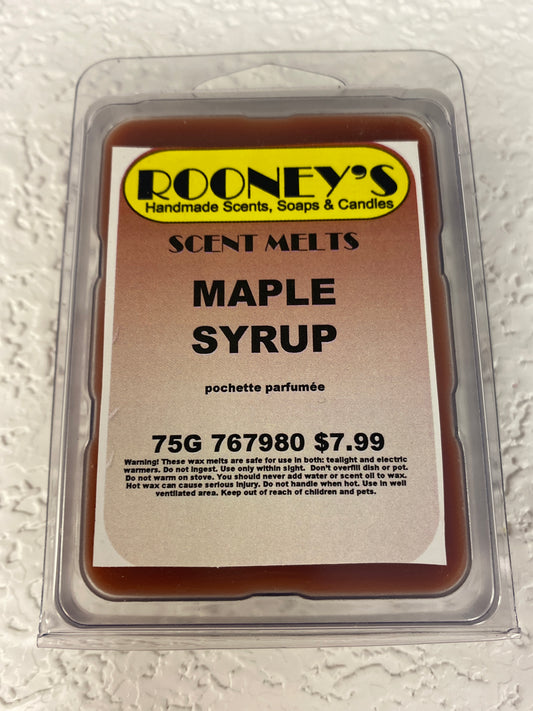 ROONEY'S
Handmade Scents, Soaps & Candles
SCENT MELTS
MAPLE
SYRUP
pochette parfumée
75G 767980 $7.99
Warning! These wax melts are safe for use in both: tealight and electric
warmers. Do not ingest. Use only within sight. Don't overfill dish or pot.
Do not warm on stove. You should never add water or scent oil to wax.
Hot wax can cause serious injury. Do not handle when hot. Use in well
ventilated area. Keep out of reach of children and pets.